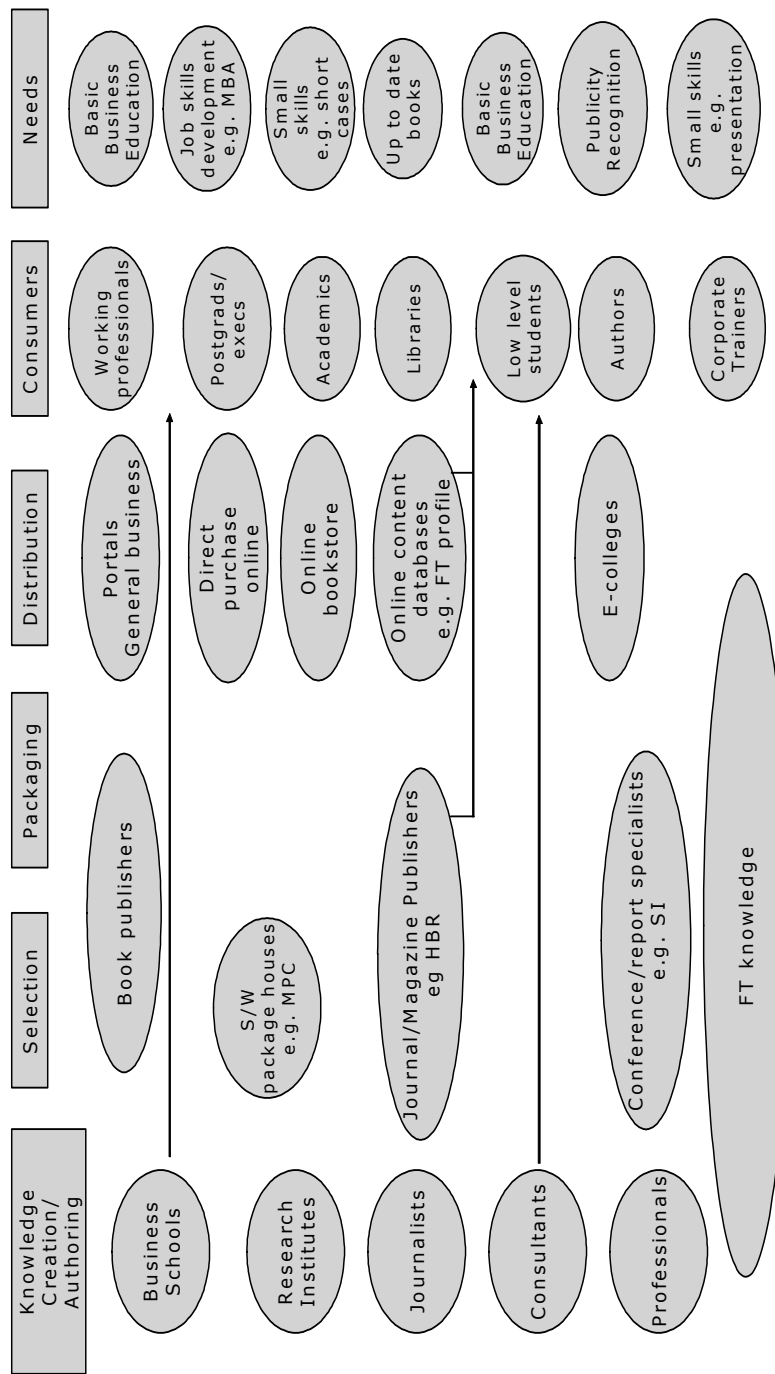 Knowledge
Creation/
Authoring
Selection
Packaging
Distribution
Consumers
Needs
Business
Schools
Research
Institutes
Journalists
Consultants
Professionals
Book publishers
S/W
package houses
e.g. MPC
Journal/Magazine Publishers
eg HBR
Conference/report specialists
e.g. SI
FT knowledge
Portals
General business
Direct
purchase
online
Online
bookstore
Online content
databases
e.g. FT profile
E-colleges
Working
professionals
Postgrads/
execs
Academics
Libraries
Low level
students
Authors
Corporate
Trainers
Basic
Business
Education
Job skills
development
e.g. MBA
Small
skills
e.g. short
cases
Up to date
books
Basic
Business
Education
Publicity
Recognition
Small skills
e.g.
presentation